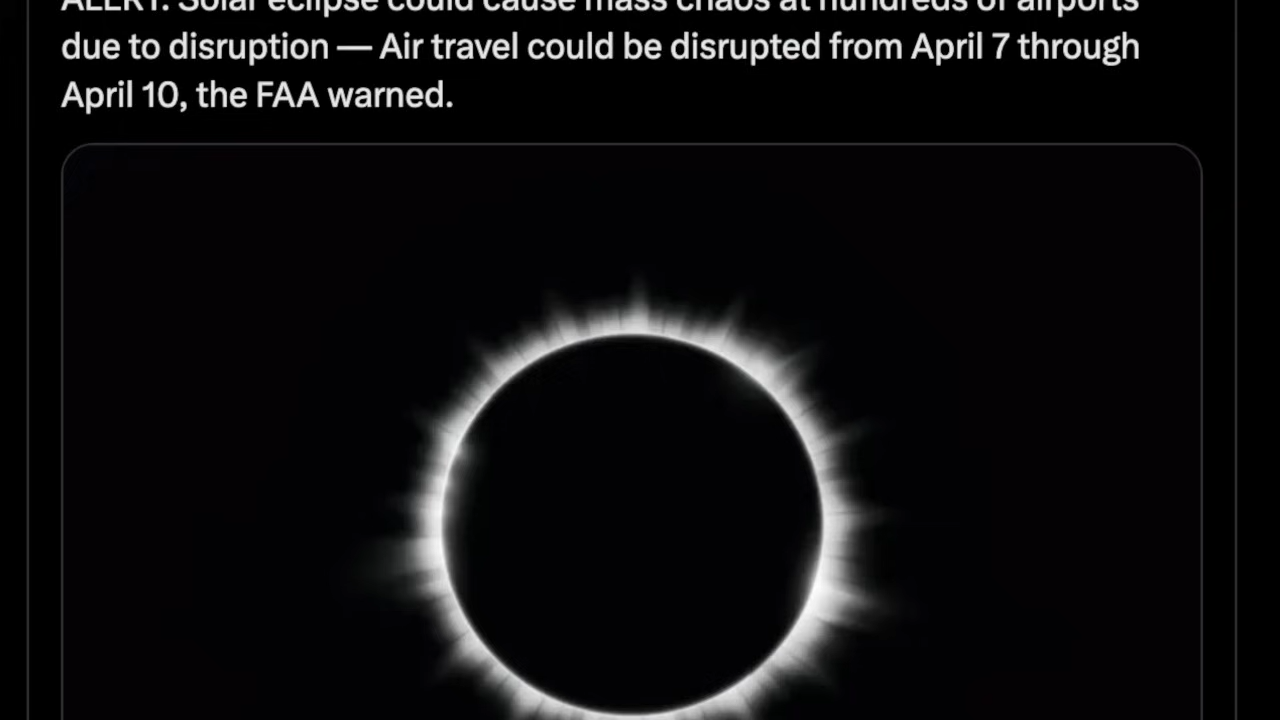 ALERT: Solar eclipse could cause mass chaos at hundreds of airports
due to disruption — Air travel could be disrupted from April 7 through
April 10, the FAA warned.